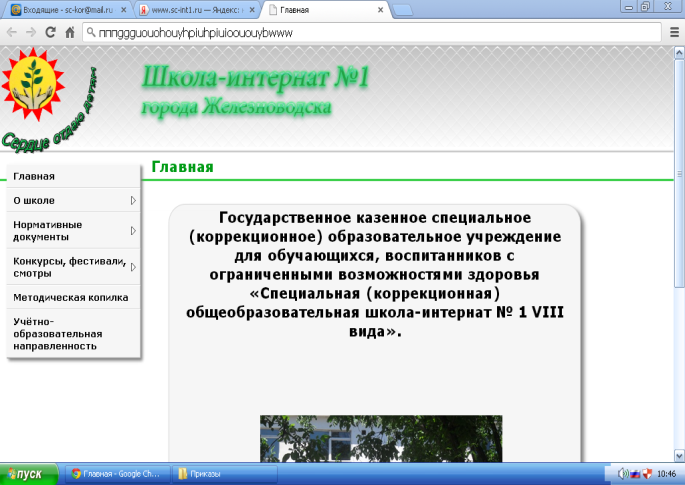 Входящие - sc-kor@mail.ru
www.sc-int1.ru — Яндекс:
Главная
пппggguouohouyhpiuhpiuioououybwww
Школа-интернат №1
города Железноводска
Сердце отдаю детям!
Главная
Главная
О школе
Нормативные
документы
Конкурсы, фестивали,
смотры
Методическая копилка
Учётно-
образовательная
направленность
Государственное казенное специальное
(коррекционное) образовательное учреждение
для обучающихся, воспитанников с
ограниченными возможностями здоровья
«Специальная (коррекционная)
общеобразовательная школа-интернат № 1 VIII
вида».
пуск
Главная - Google Ch...
Приказы
10:46